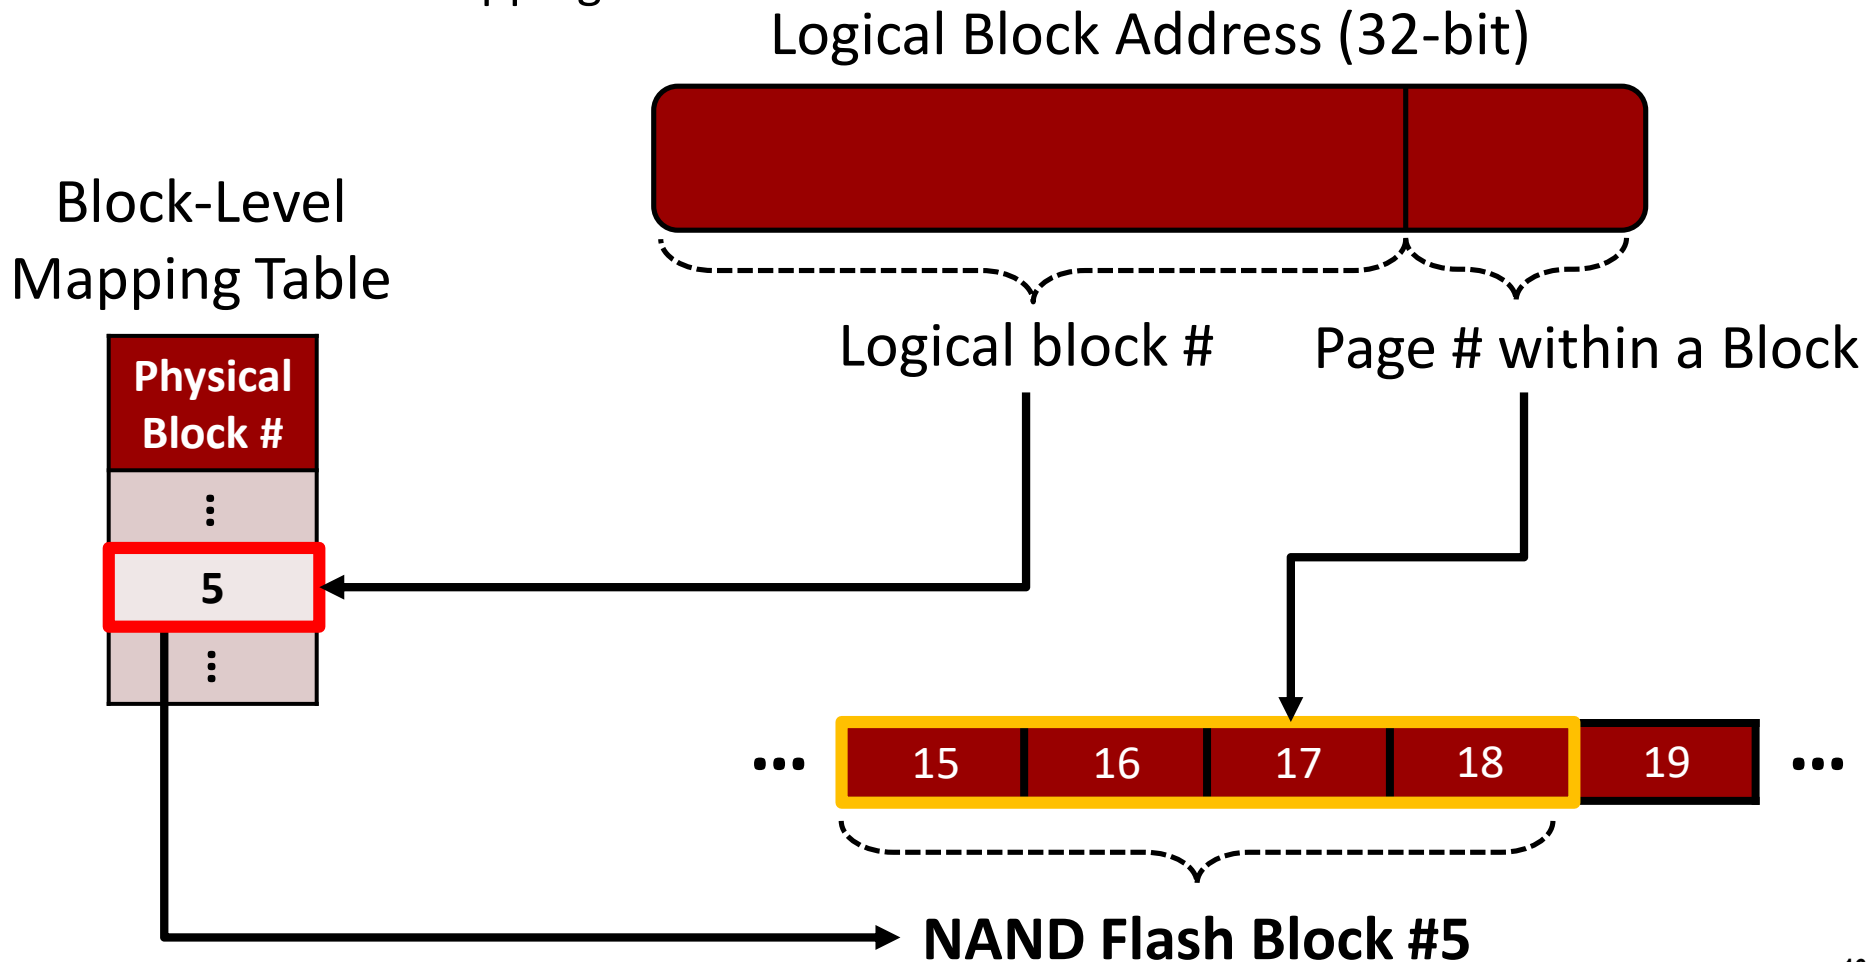 pping
Logical Block Address (32-bit)
Block-Level
Mapping Table
Logical block #
Page # within a Block
Physical
Block #
⋮
5
⋮
... 15 16 17 18 19 ...
NAND Flash Block #5